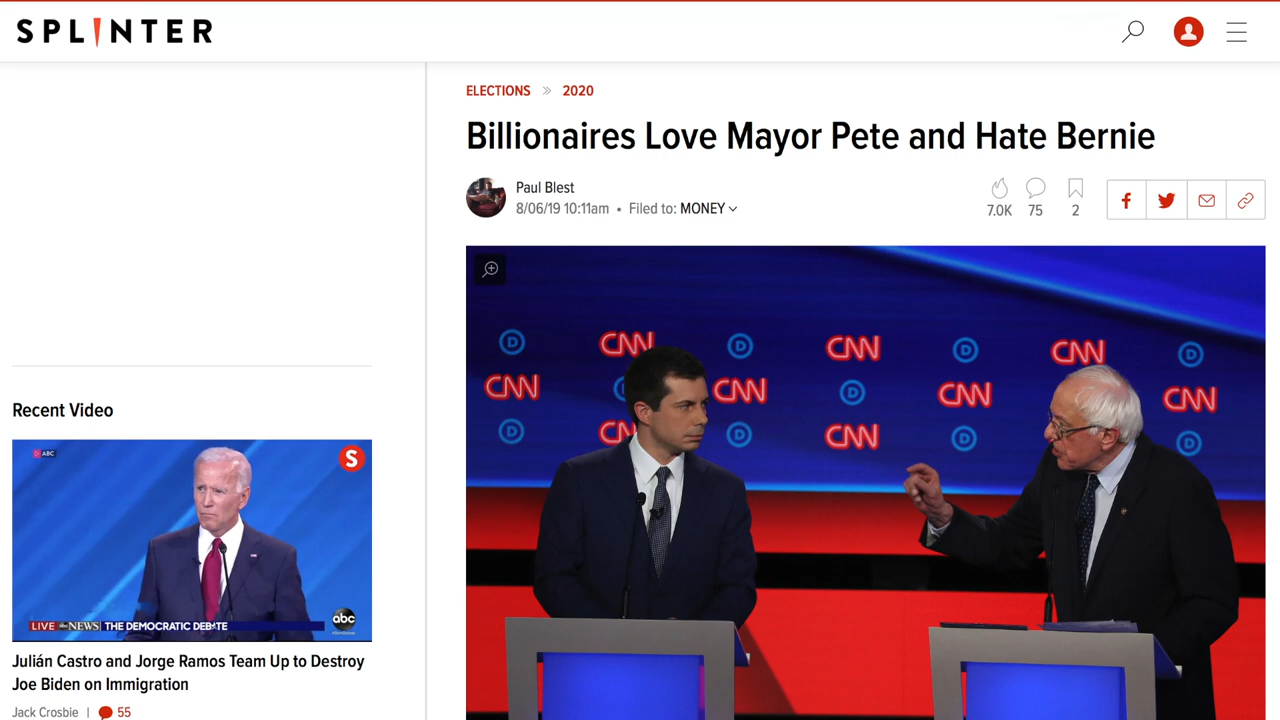 SPLINTER
ELECTIONS » 2020
Billionaires Love Mayor Pete and Hate Bernie
Paul Blest
8/06/19 10:11am • Filed to: MONEY
7.0K 75 2
CNN D CNN D CNN
CNN D CNN D CNN D CNN
D CNN D CNN D D
Recent Video
ABC
S
LIVE abc NEWS THE DEMOCRATIC DEBATE
abc
Julián Castro and Jorge Ramos Team Up to Destroy
Joe Biden on Immigration
Jack Crosbie | 55